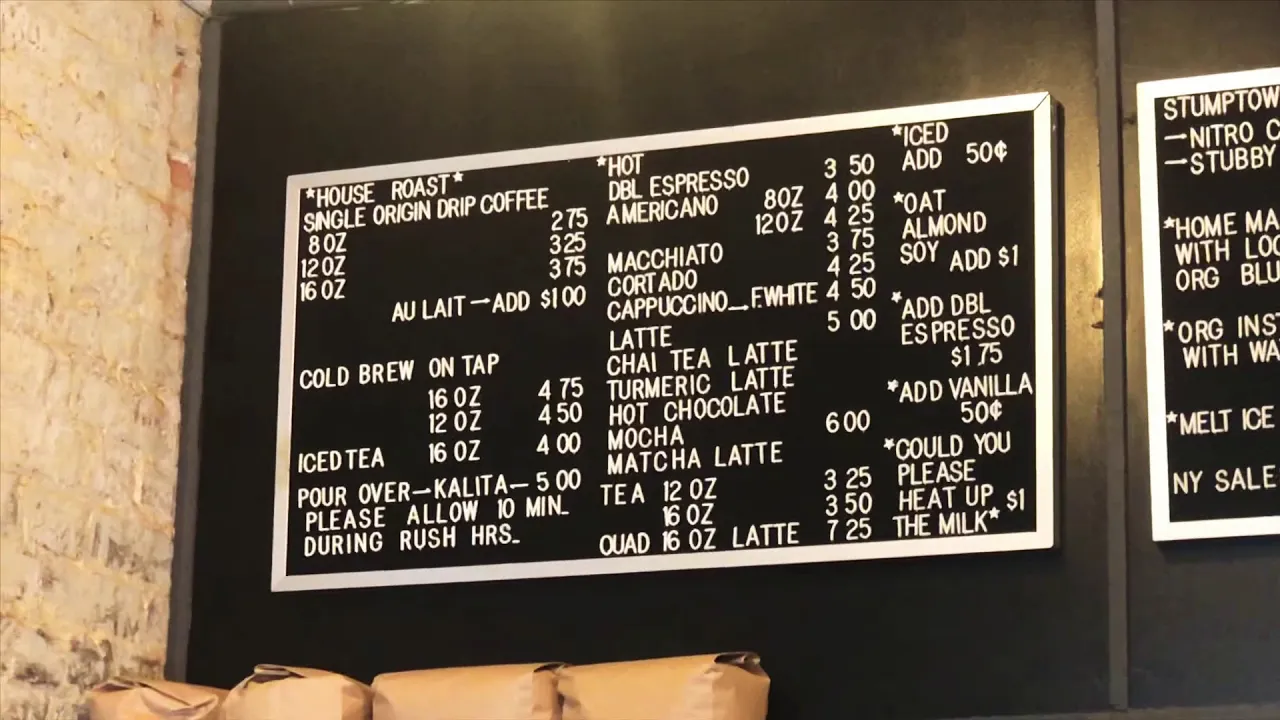 *HOUSE ROAST*
SINGLE ORIGIN DRIP COFFEE
8 OZ 2 75
12 OZ 3 25
16 OZ 3 75
AU LAIT — ADD $1 00
COLD BREW ON TAP
16 OZ 4 75
12 OZ 4 50
ICED TEA 16 OZ 4 00
POUR OVER — KALITA — 5 00
PLEASE ALLOW 10 MIN_
DURING RUSH HRS_
*HOT
DBL ESPRESSO 3 50
AMERICANO 8OZ 4 00
12OZ 4 25
MACCHIATO 3 75
CORTADO 4 25
CAPPUCCINO_F.WHITE 4 50
LATTE 5 00
CHAI TEA LATTE
TURMERIC LATTE
HOT CHOCOLATE
MOCHA 6 00
MATCHA LATTE
TEA 12 OZ 3 25
16 OZ 3 50
QUAD 16 OZ LATTE 7 25
*ICED
ADD 50¢
*OAT
ALMOND
SOY ADD $1
*ADD DBL
ESPRESSO
$1,75
*ADD VANILLA
50¢
*COULD YOU
PLEASE
HEAT UP $1
THE MILK*
STUMPTOW
—NITRO C
—STUBBY
*HOME MA
WITH LOC
ORG BLU
*ORG INST
WITH WA
*MELT ICE
NY SALE